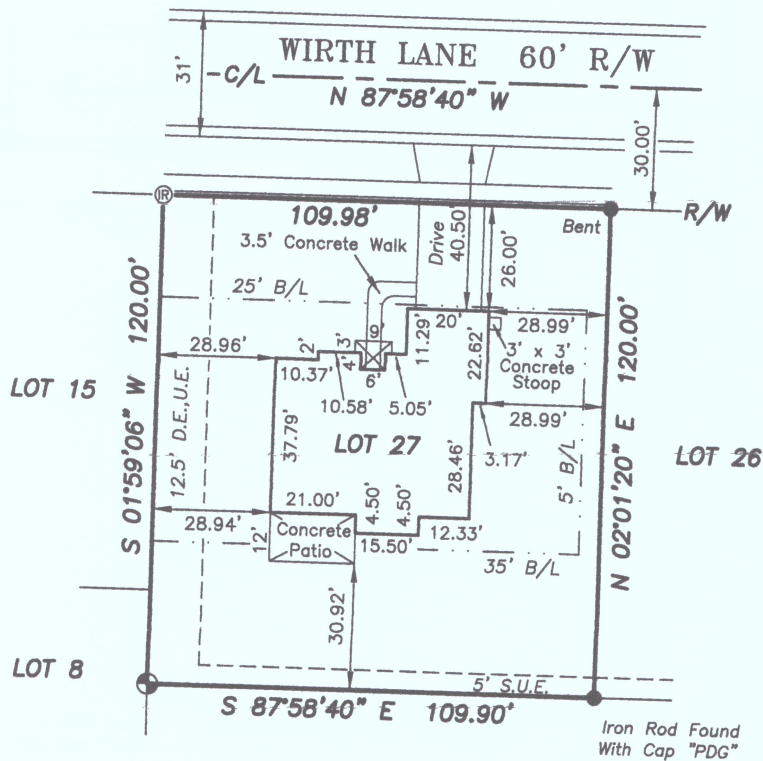 WIRTH LANE 60' R/W
31'
C/L
N 87°58'40" W
30.00'
IR
109.98'
Bent
R/W
3.5' Concrete Walk
Drive
40.50'
26.00'
25' B/L
120.00'
120.00'
28.96'
9'
20'
28.99'
2'
3'
4'
6'
11.29'
22.62'
3' x 3'
Concrete
Stoop
10.37'
10.58'
5.05'
LOT 15
28.99'
LOT 27
37.79'
28.46'
3.17'
5' B/L
LOT 26
S 01°59'06" W
12.5' D.E.,U.E.
N 02°01'20" E
21.00'
4.50'
4.50'
28.94'
12'
Concrete
Patio
15.50'
12.33'
35' B/L
30.92'
LOT 8
5' S.U.E.
S 87°58'40" E 109.90'
Iron Rod Found
With Cap "PDG"